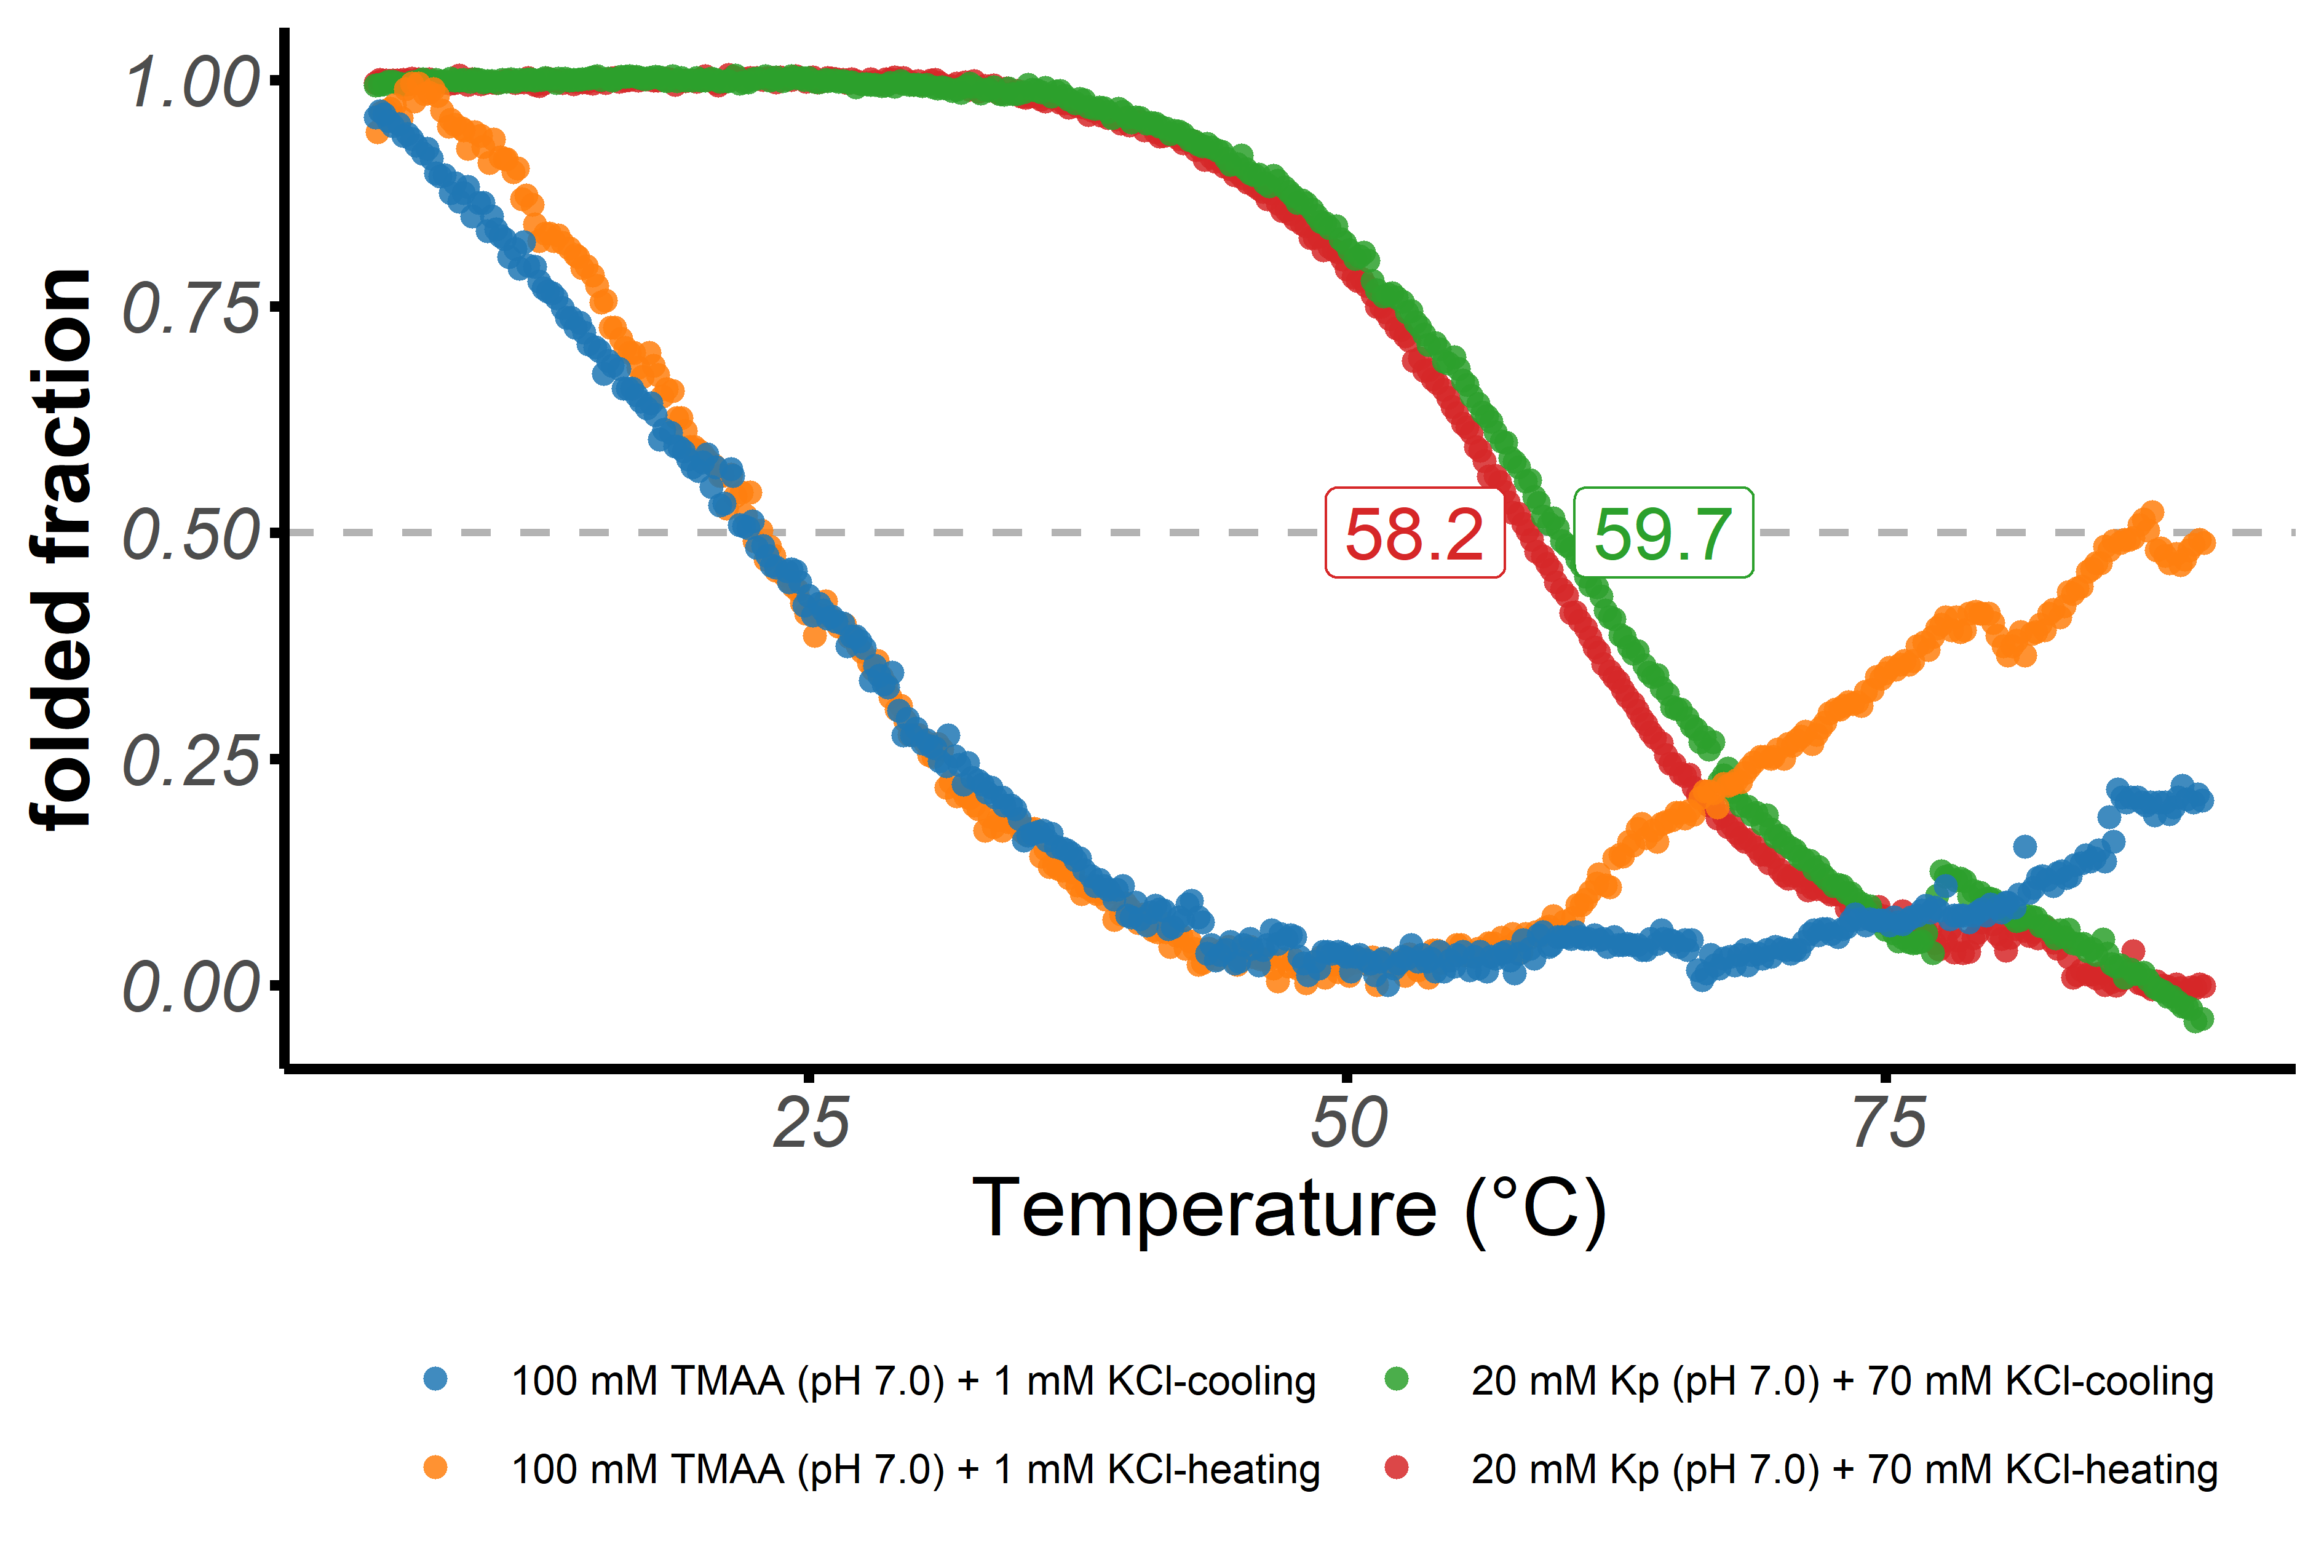 folded fraction
1.00
0.75
0.50
0.25
0.00
58.2
59.7
25
50
75
Temperature (°C)
100 mM TMAA (pH 7.0) + 1 mM KCl-cooling
20 mM Kp (pH 7.0) + 70 mM KCl-cooling
100 mM TMAA (pH 7.0) + 1 mM KCl-heating
20 mM Kp (pH 7.0) + 70 mM KCl-heating